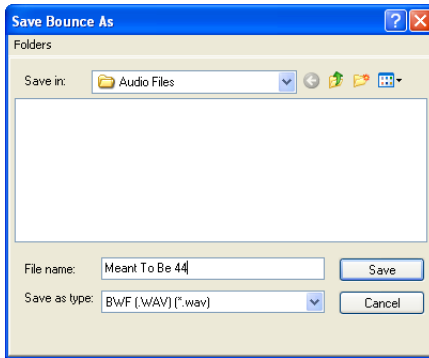 Save Bounce As
Folders
Save in: Audio Files
File name: Meant To Be 44
Save
Save as type: BWF (.WAV) (*.wav)
Cancel